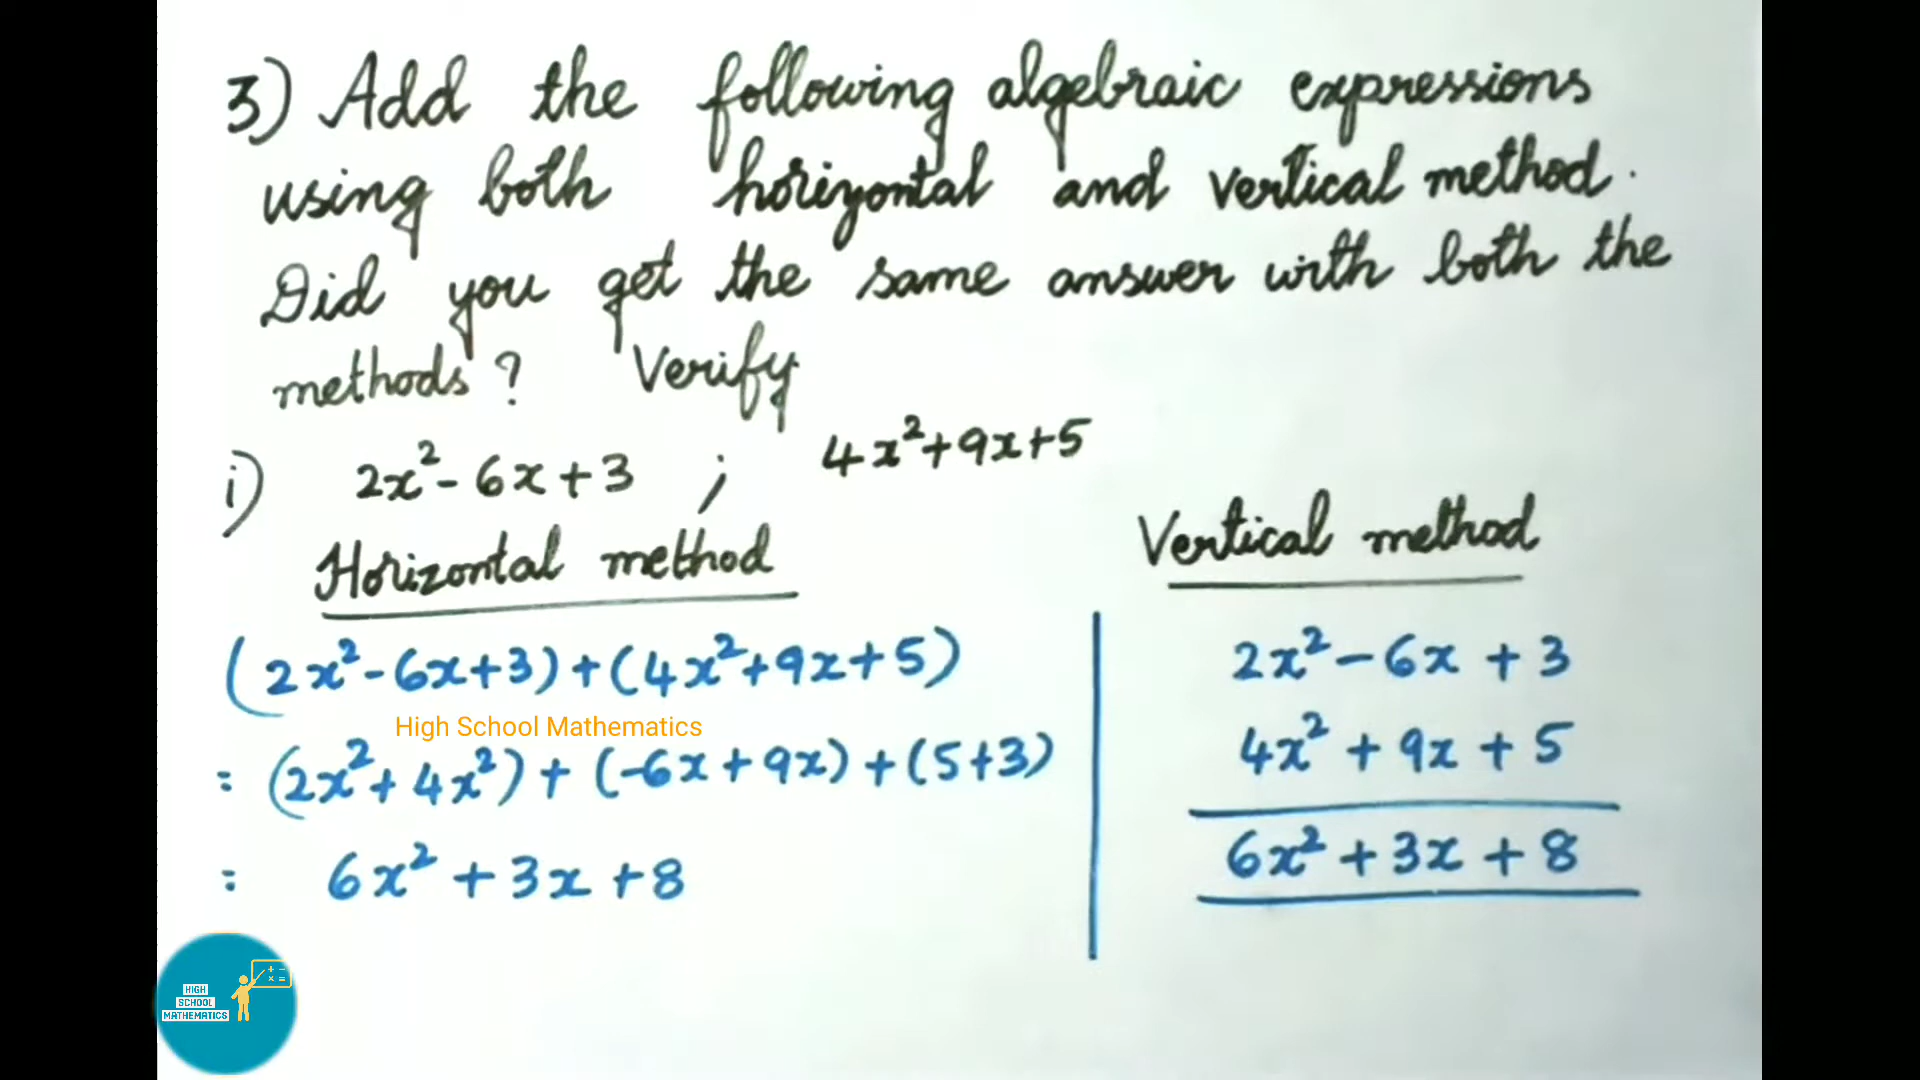 3) Add the following algebraic expressions
using both horizontal and vertical method.
Did you get the same answer with both the
methods? Verify
i) 2x² - 6x + 3 ; 4x² + 9x + 5
Horizontal method
(2x² - 6x + 3) + (4x² + 9x + 5)
High School Mathematics
= (2x² + 4x²) + (-6x + 9x) + (5 + 3)
= 6x² + 3x + 8
Vertical method
2x² - 6x + 3
4x² + 9x + 5
6x² + 3x + 8
HIGH
SCHOOL
MATHEMATICS
+ -
× =